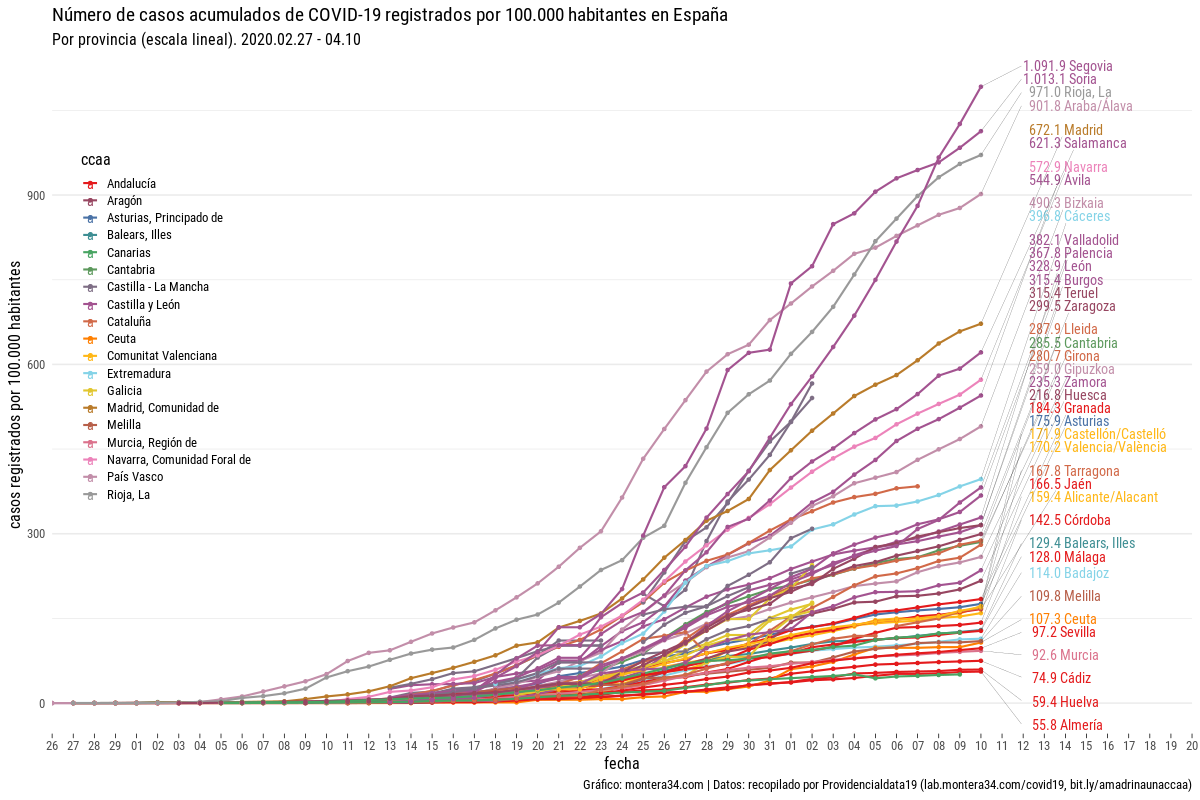 Número de casos acumulados de COVID-19 registrados por 100.000 habitantes en España
Por provincia (escala lineal). 2020.02.27 - 04.10
casos registrados por 100.000 habitantes
900
600
300
0
ccaa
Andalucía
Aragón
Asturias, Principado de
Balears, Illes
Canarias
Cantabria
Castilla - La Mancha
Castilla y León
Cataluña
Ceuta
Comunitat Valenciana
Extremadura
Galicia
Madrid, Comunidad de
Melilla
Murcia, Región de
Navarra, Comunidad Foral de
País Vasco
Rioja, La
1.091.9 Segovia
1.013.1 Soria
971.0 Rioja, La
901.8 Araba/Álava
672.1 Madrid
621.3 Salamanca
572.9 Navarra
544.9 Ávila
490.3 Bizkaia
396.8 Cáceres
382.1 Valladolid
367.8 Palencia
328.9 León
315.4 Burgos
315.4 Teruel
299.5 Zaragoza
287.9 Lleida
285.5 Cantabria
280.7 Girona
259.0 Gipuzkoa
235.3 Zamora
216.8 Huesca
184.3 Granada
175.9 Asturias
171.9 Castellón/Castelló
170.2 Valencia/València
167.8 Tarragona
166.5 Jaén
159.4 Alicante/Alacant
142.5 Córdoba
129.4 Balears, Illes
128.0 Málaga
114.0 Badajoz
109.8 Melilla
107.3 Ceuta
97.2 Sevilla
92.6 Murcia
74.9 Cádiz
59.4 Huelva
55.8 Almería
26 27 28 29 01 02 03 04 05 06 07 08 09 10 11 12 13 14 15 16 17 18 19 20 21 22 23 24 25 26 27 28 29 30 31 01 02 03 04 05 06 07 08 09 10 11 12 13 14 15 16 17 18 19 20
fecha
Gráfico: montera34.com | Datos: recopilado por Providencialdata19 (lab.montera34.com/covid19, bit.ly/amadrinaunaccaa)